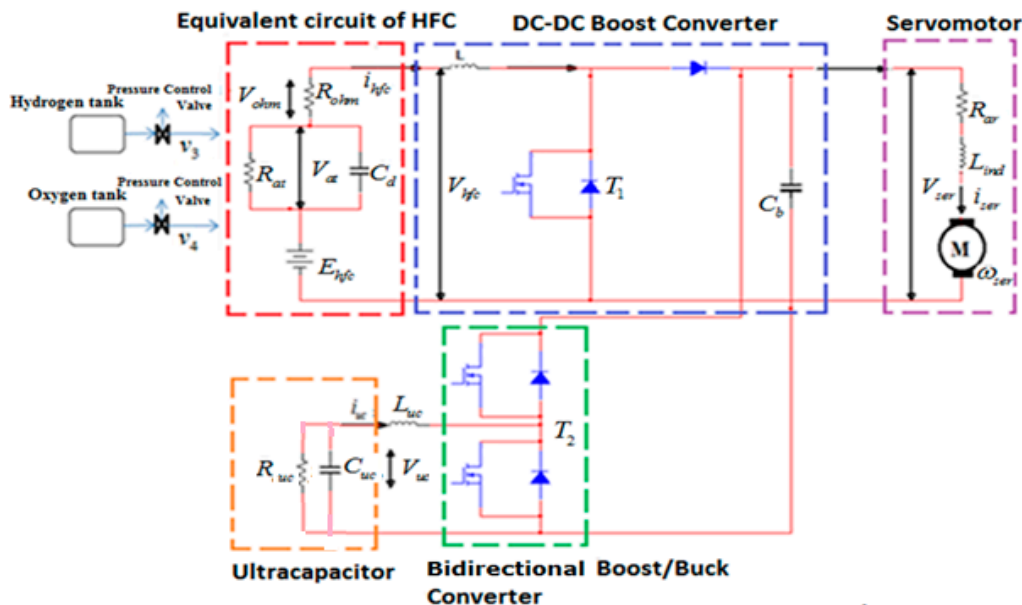 Equivalent circuit of HFC
DC-DC Boost Converter
Servomotor
Hydrogen tank
Pressure Control
Valve
v3
Oxygen tank
Pressure Control
Valve
v4
Vohm
Rohm
ihfc
Rat
Vat
Cd
Ehfc
L
Vhfc
T1
Cb
Rar
Lind
Vser
iser
M
ωser
iuc
Luc
Ruc
Cuc
Vuc
T2
Ultracapacitor
Bidirectional Boost/Buck
Converter